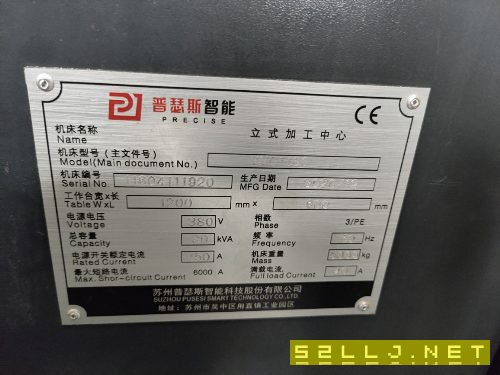 普瑟斯智能
PRECISE
CE
机床名称
Name
立式加工中心
机床型号(主文件号)
Model(Main document No.)
机床编号
Serial No.
生产日期
MFG Date
工作台宽x长
Table WxL 1200 mm x mm
电源电压
Voltage 380 V
相数
Phase 3/PE
总容量
Capacity kVA
频率
Frequency Hz
电源开关额定电流
Rated Current A
机床重量
Mass kg
最大短路电流 6000 A
Max. Shor-circuit Current
满载电流
Full load Current A
苏州普瑟斯智能科技股份有限公司
SUZHOU PUSESI SMART TECHNOLOGY CO.,LTD.
地址:苏州市吴中区甪直镇工业园区
52LLJ.NET